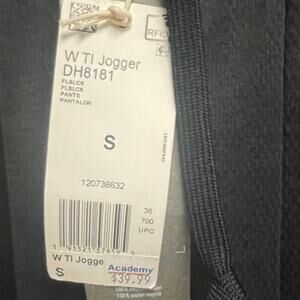 RFID
W TI Jogger
DH8181
FLBLCK
FLBLCK
PANTS
PANTALON
S
120738632
36
700
UPC
W TI Jogge
Academy
S
$39.99